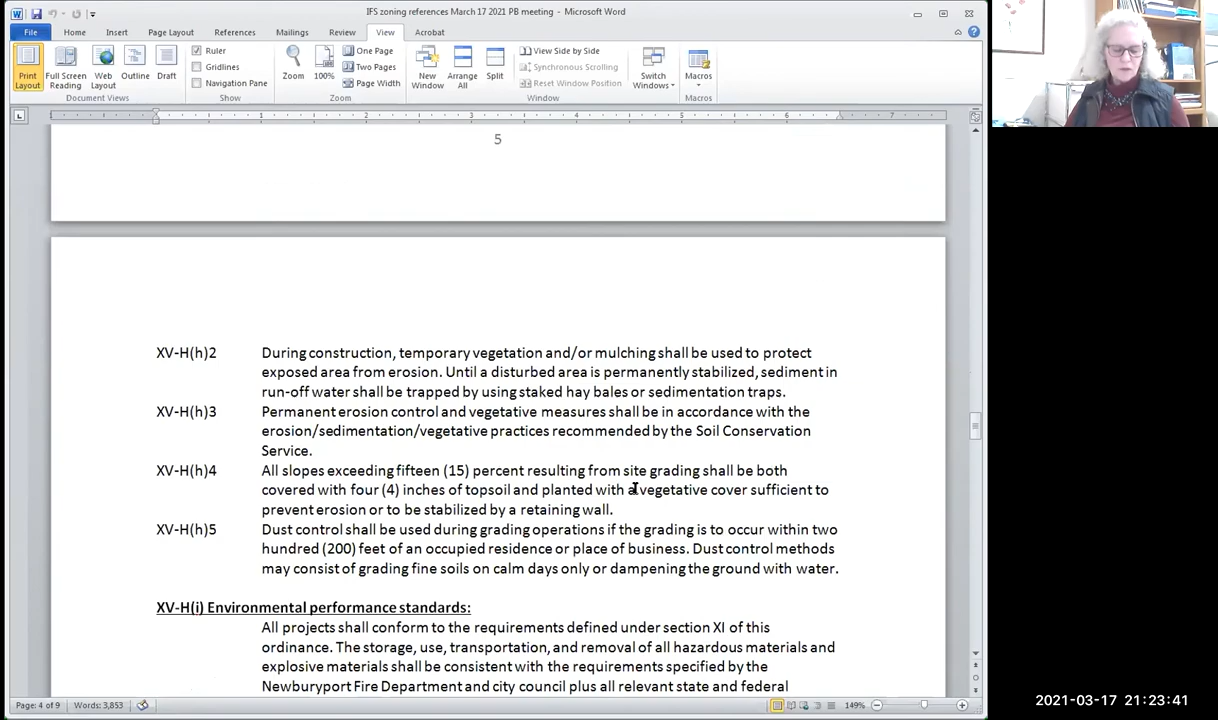 IFS zoning references March 17 2021 PB meeting - Microsoft Word
File Home Insert Page Layout References Mailings Review View Acrobat
Print Layout
Full Screen Reading
Web Layout
Outline
Draft
Document Views
Ruler
Gridlines
Navigation Pane
Show
Zoom
100%
One Page
Two Pages
Page Width
Zoom
New Window
Arrange All
Split
View Side by Side
Synchronous Scrolling
Reset Window Position
Switch Windows
Window
Macros
Macros
1 1 2 3 4 5 6 7
5
XV-H(h)2 During construction, temporary vegetation and/or mulching shall be used to protect
exposed area from erosion. Until a disturbed area is permanently stabilized, sediment in
run-off water shall be trapped by using staked hay bales or sedimentation traps.
XV-H(h)3 Permanent erosion control and vegetative measures shall be in accordance with the
erosion/sedimentation/vegetative practices recommended by the Soil Conservation
Service.
XV-H(h)4 All slopes exceeding fifteen (15) percent resulting from site grading shall be both
covered with four (4) inches of topsoil and planted with a vegetative cover sufficient to
prevent erosion or to be stabilized by a retaining wall.
XV-H(h)5 Dust control shall be used during grading operations if the grading is to occur within two
hundred (200) feet of an occupied residence or place of business. Dust control methods
may consist of grading fine soils on calm days only or dampening the ground with water.
XV-H(i) Environmental performance standards:
All projects shall conform to the requirements defined under section XI of this
ordinance. The storage, use, transportation, and removal of all hazardous materials and
explosive materials shall be consistent with the requirements specified by the
Newburyport Fire Department and city council plus all relevant state and federal
Page: 4 of 9 Words: 3,853 149%
2021-03-17 21:23:41